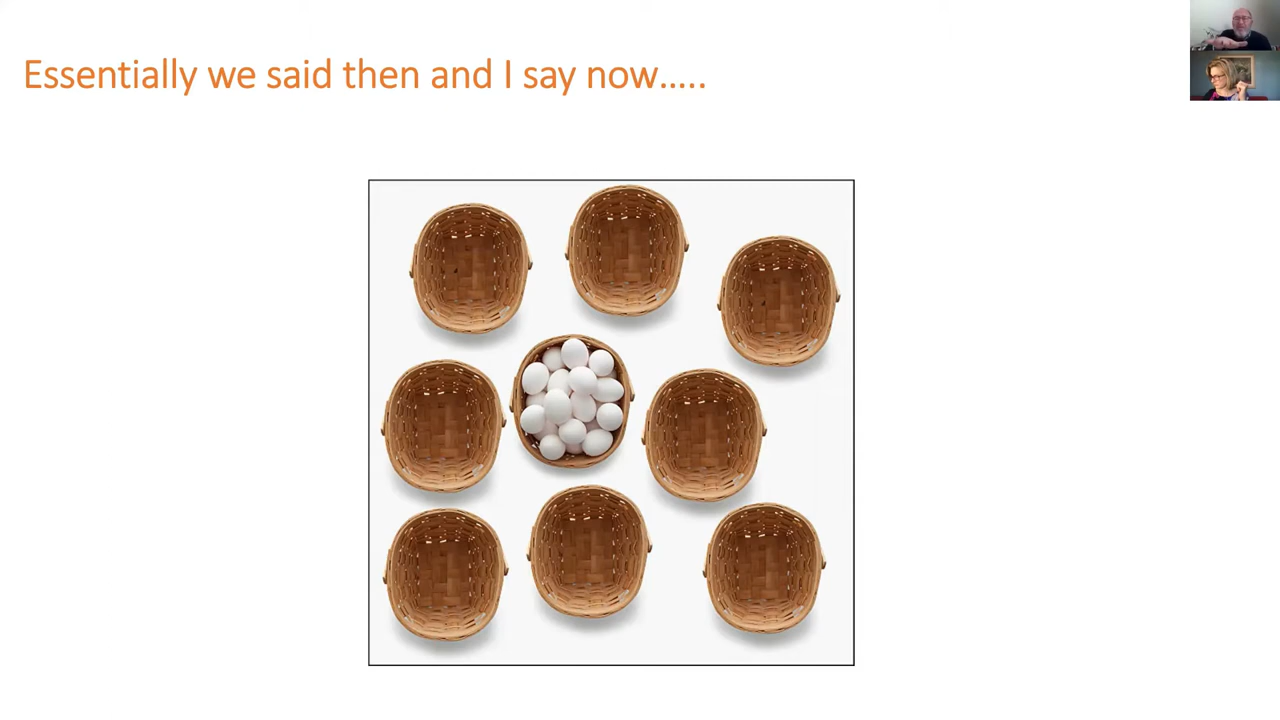 Essentially we said then and I say now.....